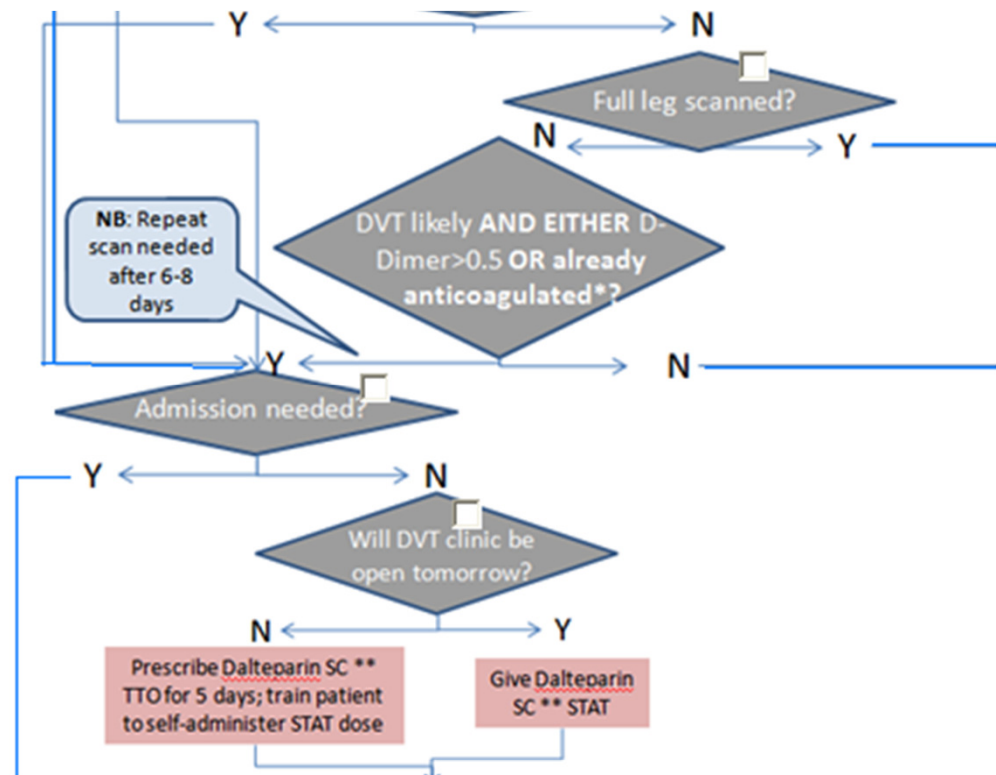 Y
N
Full leg scanned?
N
Y
NB: Repeat
scan needed
after 6-8
days
DVT likely AND EITHER D-
Dimer>0.5 OR already
anticoagulated*?
Y
N
Admission needed?
Y
N
Will DVT clinic be
open tomorrow?
N
Y
Prescribe Dalteparin SC **
TTO for 5 days; train patient
to self-administer STAT dose
Give Dalteparin
SC ** STAT